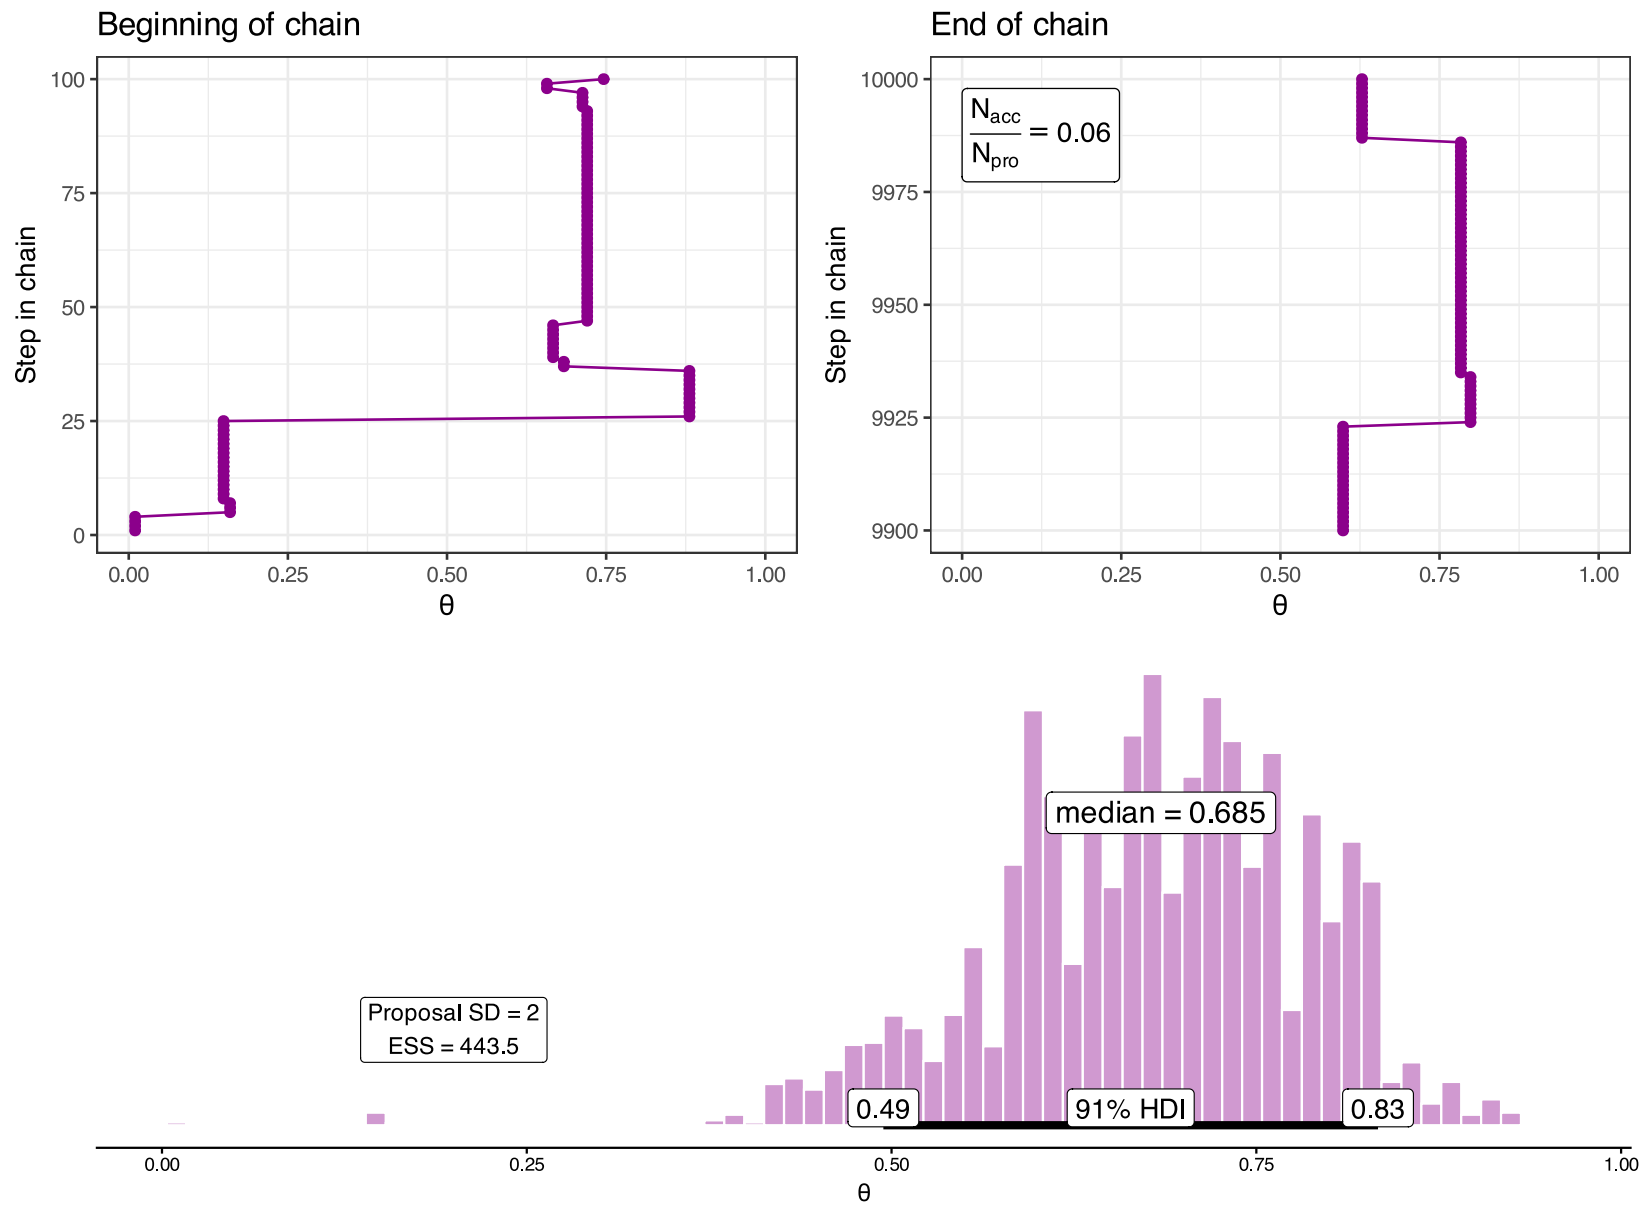 Beginning of chain
End of chain
100
75
50
25
0
Step in chain
0.00 0.25 0.50 0.75 1.00
θ
10000
9975
9950
9925
9900
Step in chain
Nacc
Npro
= 0.06
0.00 0.25 0.50 0.75 1.00
θ
median = 0.685
Proposal SD = 2
ESS = 443.5
0.49 91% HDI 0.83
0.00 0.25 0.50 0.75 1.00
θ